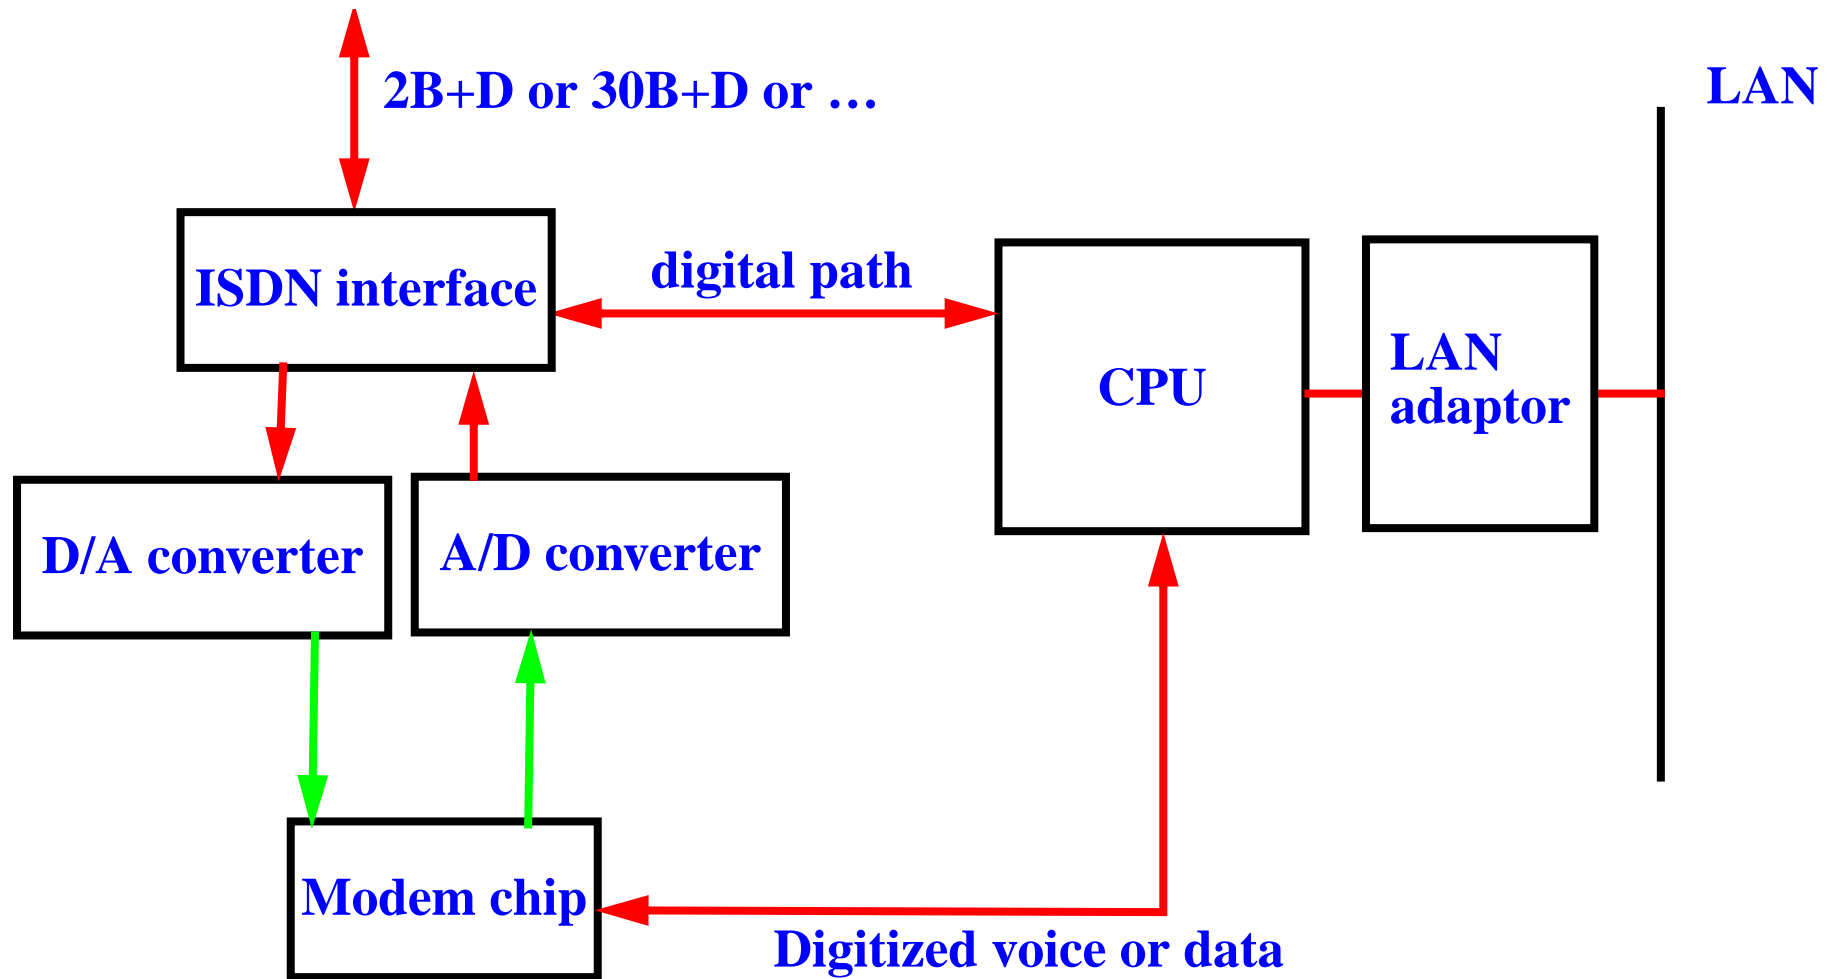 2B+D or 30B+D or …
LAN
ISDN interface
digital path
CPU
LAN
adaptor
D/A converter
A/D converter
Modem chip
Digitized voice or data